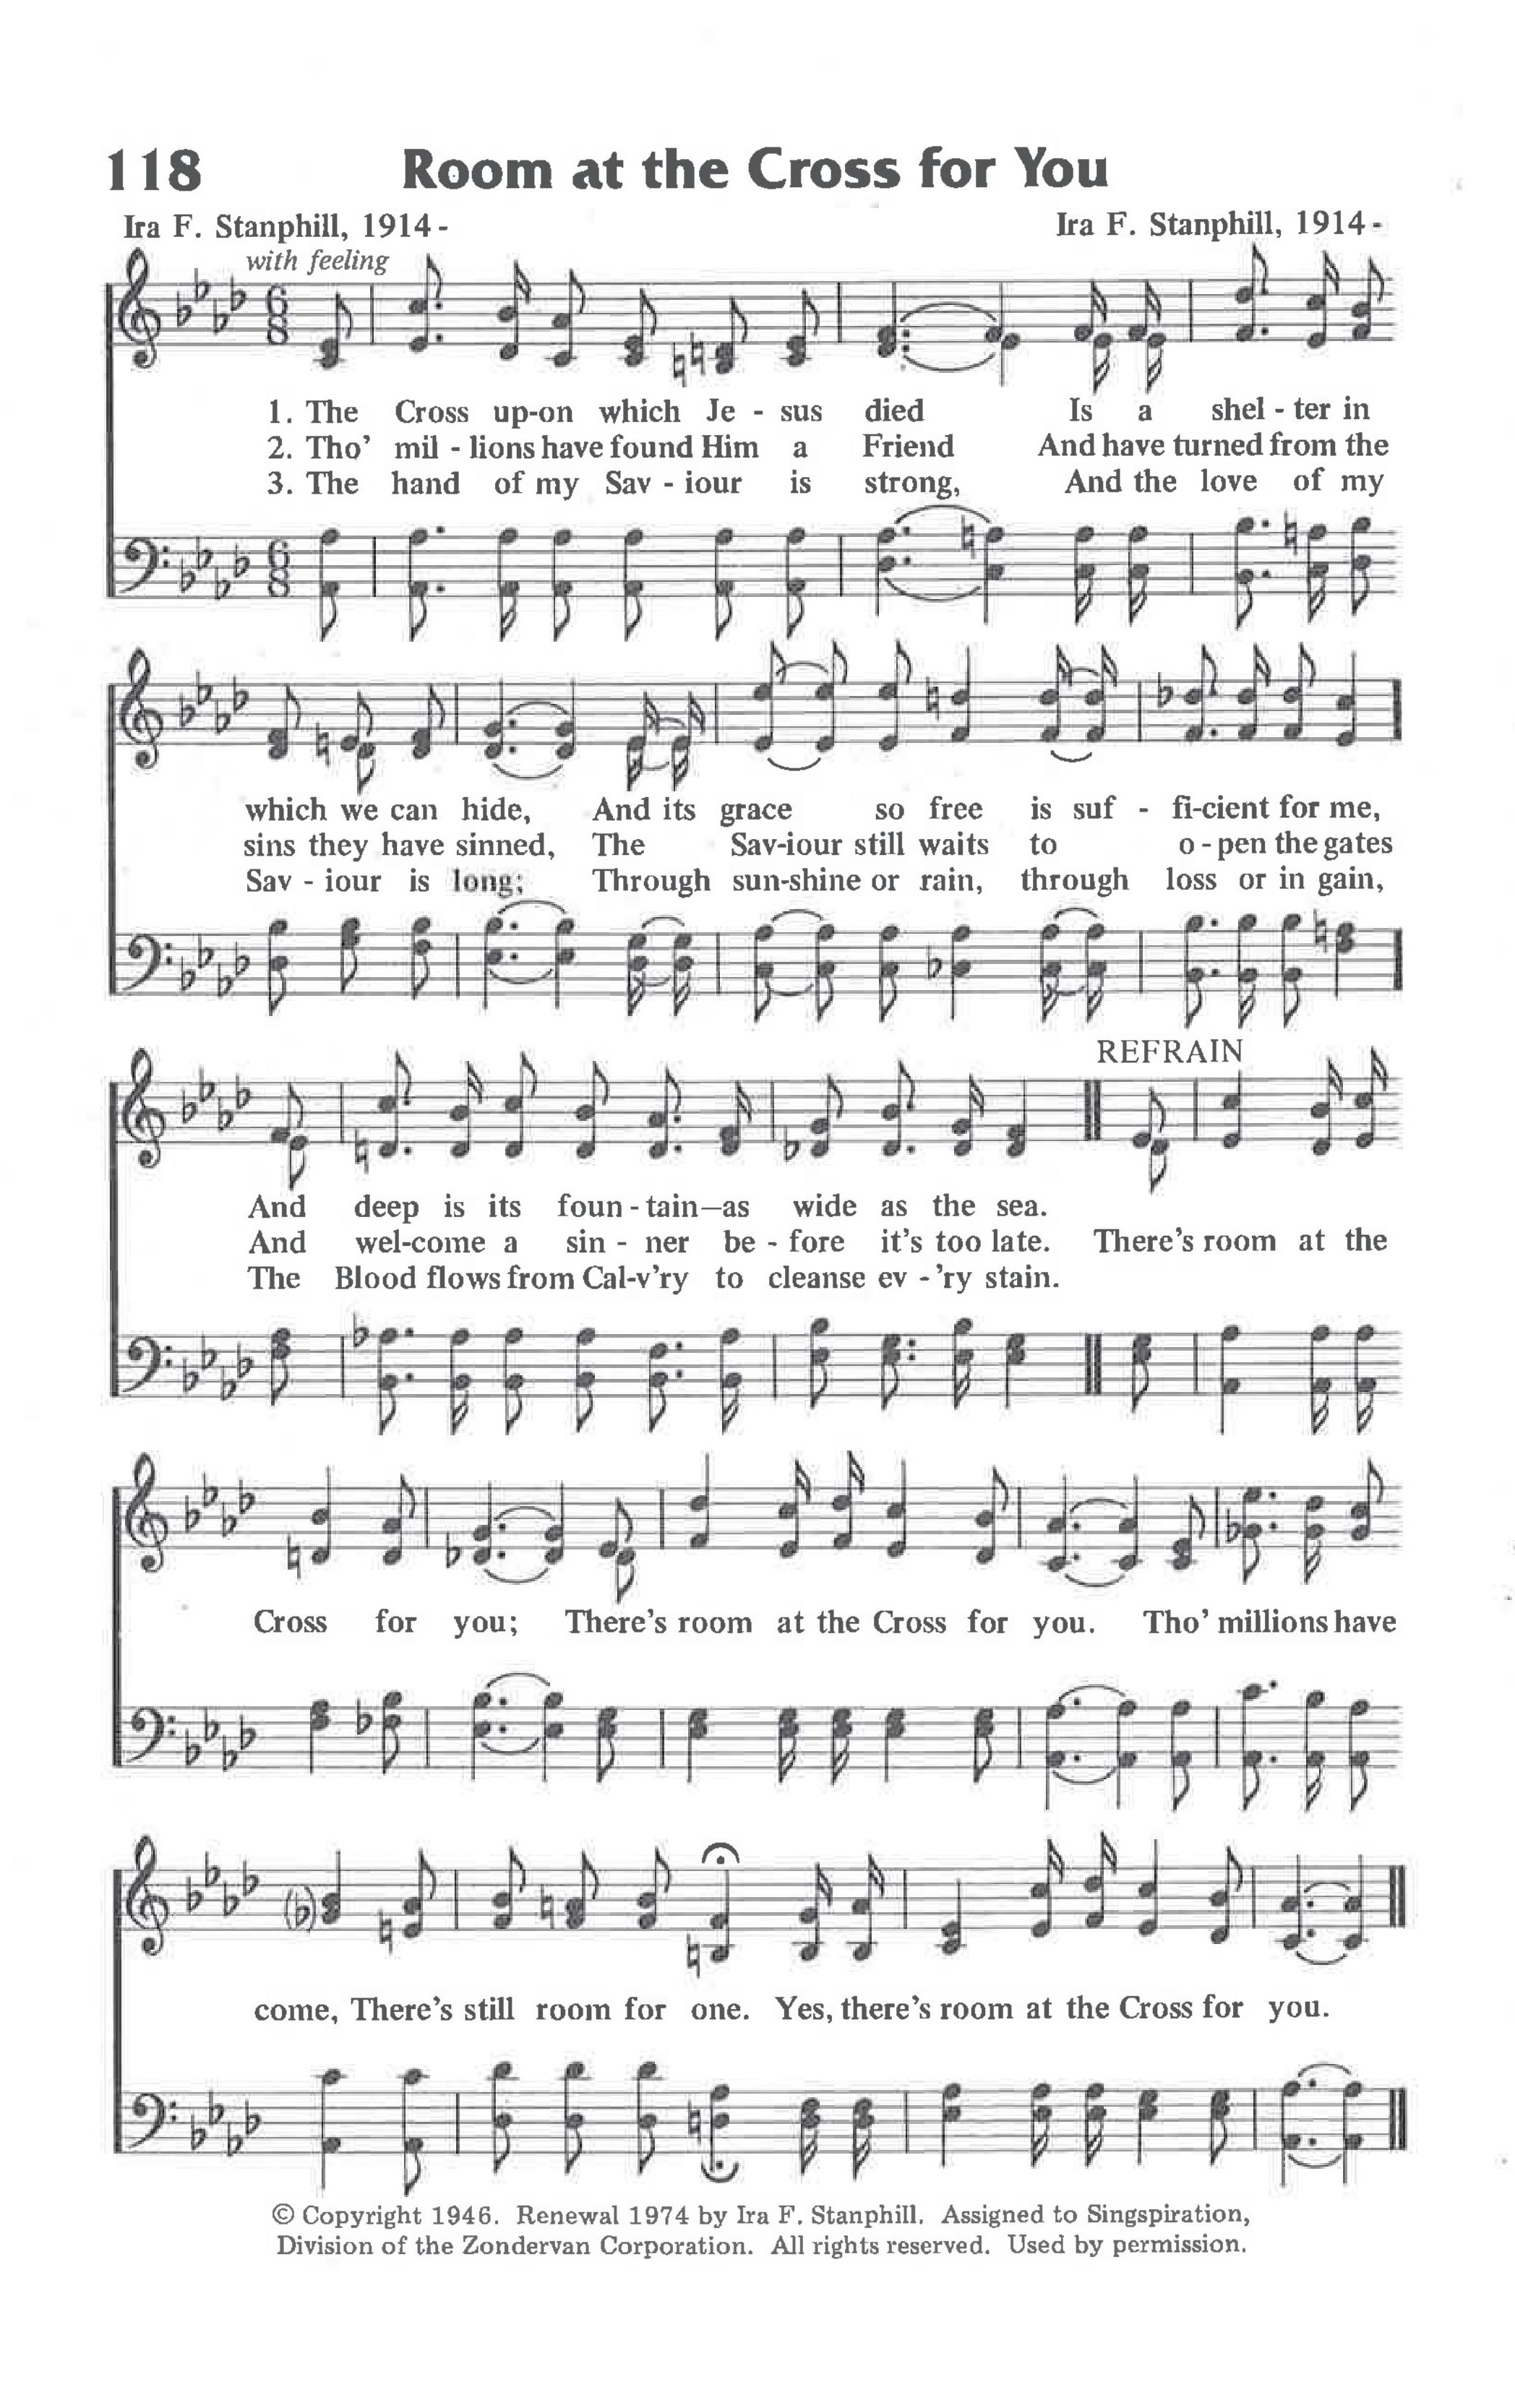 118 Room at the Cross for You
Ira F. Stanphill, 1914- Ira F. Stanphill, 1914-
with feeling
1. The Cross up-on which Je - sus died Is a shel - ter in
2. Tho' mil - lions have found Him a Friend And have turned from the
3. The hand of my Sav - iour is strong, And the love of my
which we can hide, And its grace so free is suf - fi-cient for me,
sins they have sinned, The Sav-iour still waits to o - pen the gates
Sav - iour is long; Through sun-shine or rain, through loss or in gain,
REFRAIN
And deep is its foun - tain—as wide as the sea.
And wel-come a sin - ner be - fore it's too late. There's room at the
The Blood flows from Cal-v'ry to cleanse ev - 'ry stain.
Cross for you; There's room at the Cross for you. Tho' millions have
come, There's still room for one. Yes, there's room at the Cross for you.
© Copyright 1946. Renewal 1974 by Ira F. Stanphill. Assigned to Singspiration,
Division of the Zondervan Corporation. All rights reserved. Used by permission.